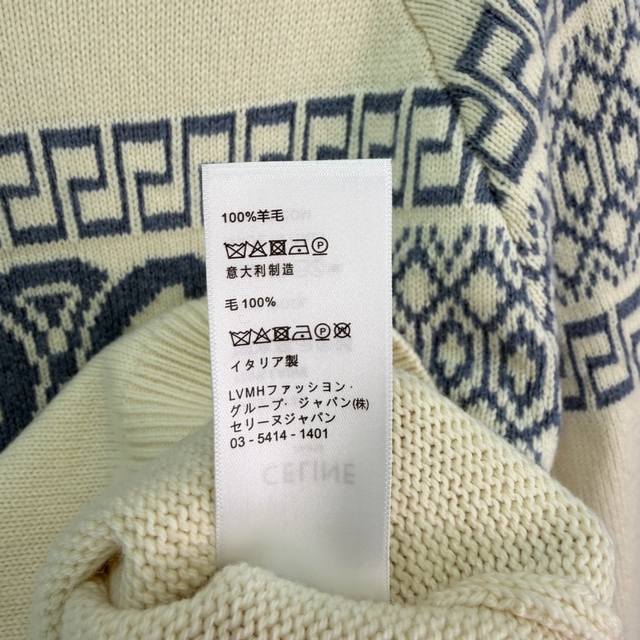 100%羊毛
意大利制造
毛 100%
イタリア製
LVMHファッション·
グループ· ジャパン(株)
セリーヌジャパン
03 - 5414 - 1401
CELINE